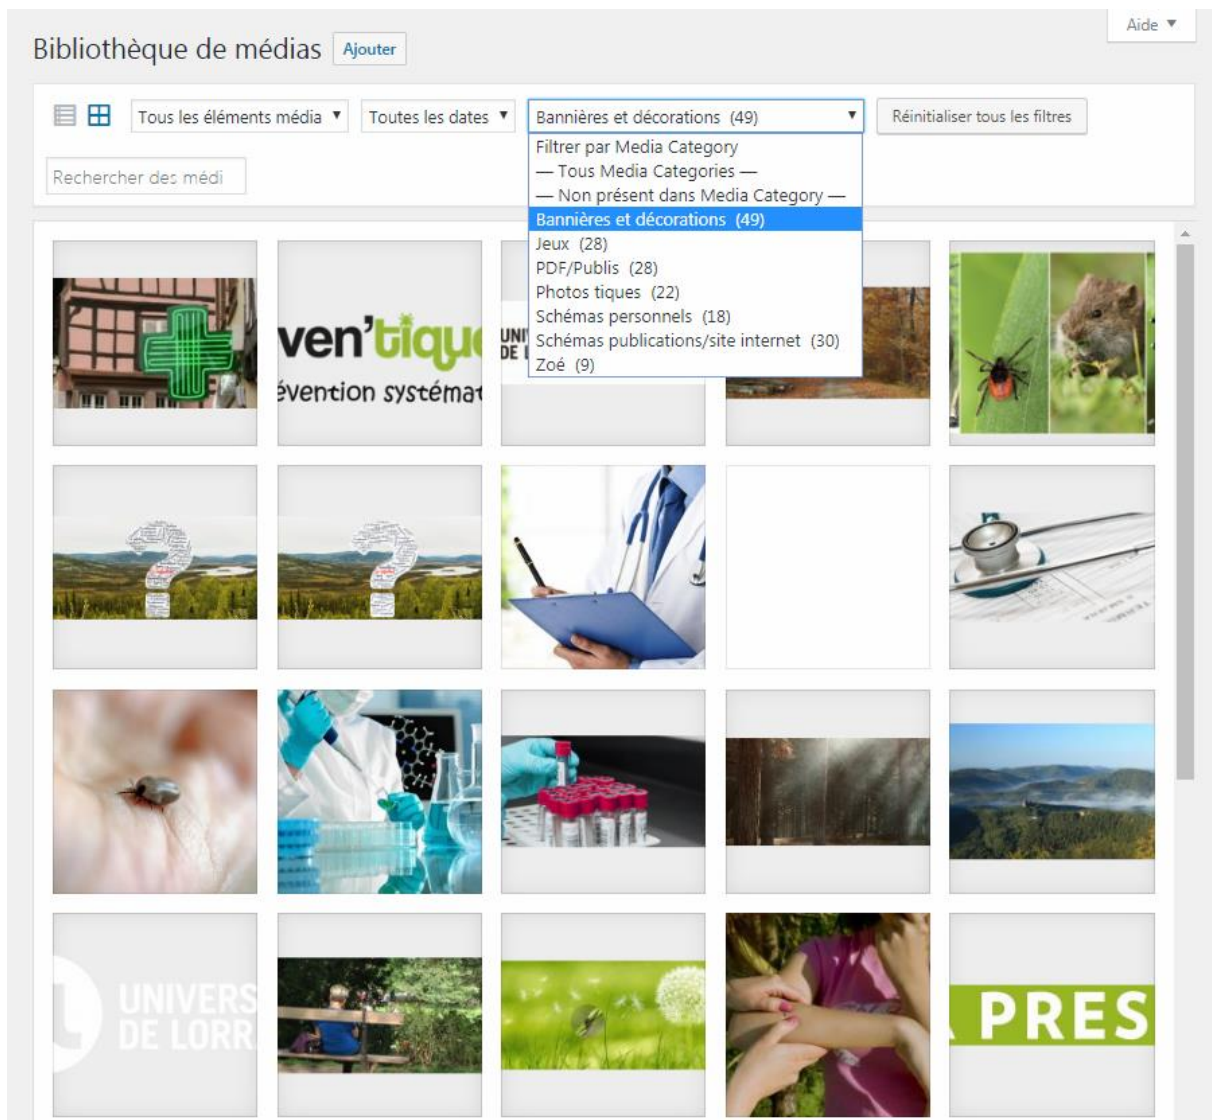 Aide ▼
Bibliothèque de médias Ajouter
Tous les éléments média ▼ Toutes les dates ▼ Bannières et décorations (49) ▼ Réinitialiser tous les filtres
Rechercher des médi
Filtrer par Media Category
— Tous Media Categories —
— Non présent dans Media Category —
Bannières et décorations (49)
Jeux (28)
PDF/Publis (28)
Photos tiques (22)
Schémas personnels (18)
Schémas publications/site internet (30)
Zoé (9)
ven'tique
évention systémat
UNI
DE L
UNIVERS
DE LORR
PRES